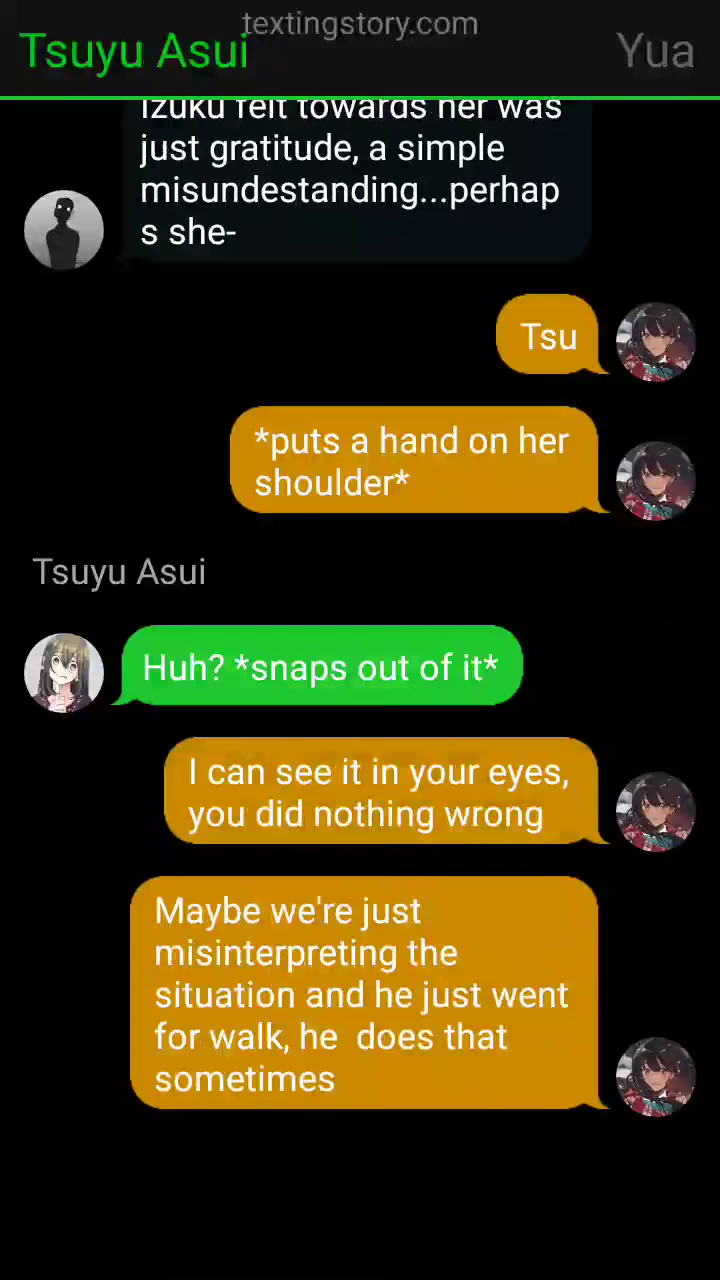 textingstory.com
Tsuyu Asui
Yua
Izuku felt towards her was
just gratitude, a simple
misundestanding...perhap
s she-
Tsu
*puts a hand on her
shoulder*
Tsuyu Asui
Huh? *snaps out of it*
I can see it in your eyes,
you did nothing wrong
Maybe we're just
misinterpreting the
situation and he just went
for walk, he  does that
sometimes